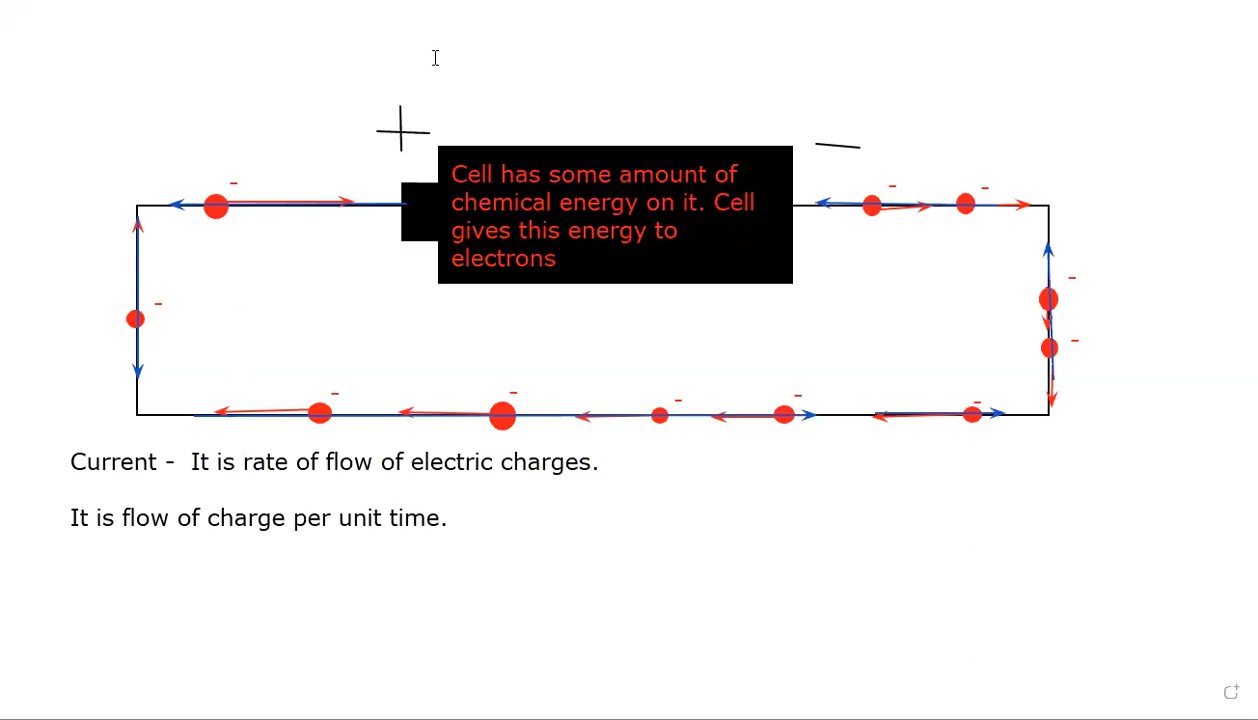 Cell has some amount of
chemical energy on it. Cell
gives this energy to
electrons
Current -  It is rate of flow of electric charges.
It is flow of charge per unit time.